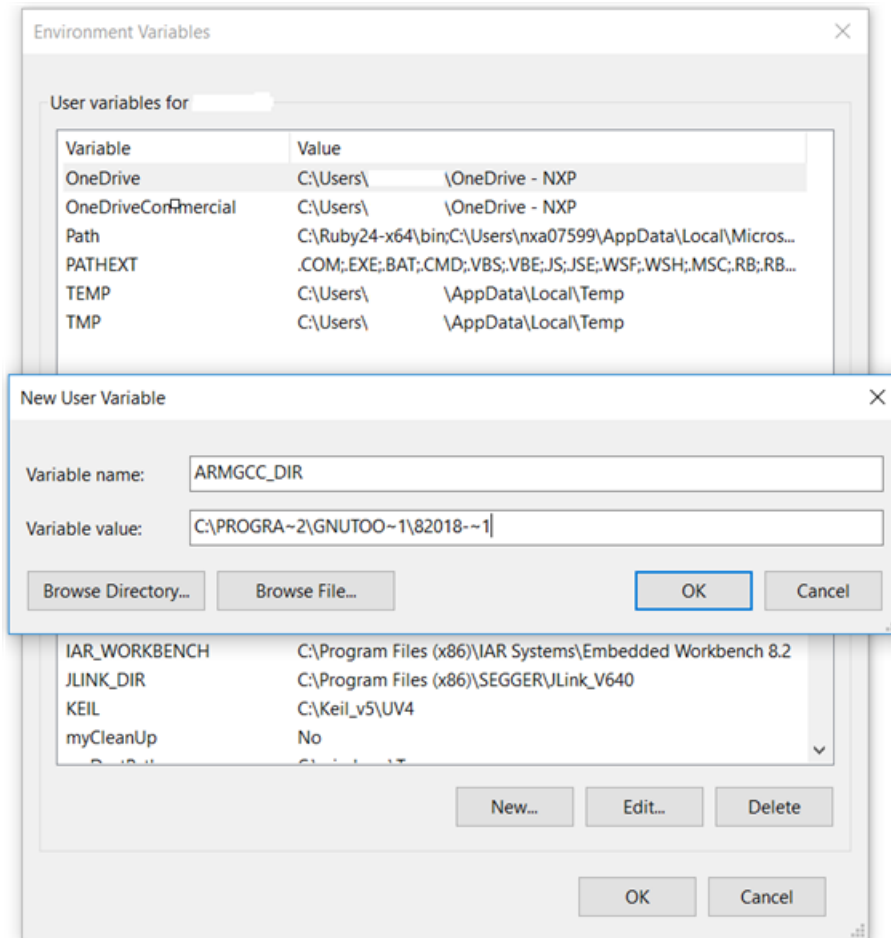 Environment Variables
User variables for
Variable Value
OneDrive C:\Users\ \OneDrive - NXP
OneDriveCommercial C:\Users\ \OneDrive - NXP
Path C:\Ruby24-x64\bin;C:\Users\nxa07599\AppData\Local\Micros...
PATHEXT .COM;.EXE;.BAT;.CMD;.VBS;.VBE;.JS;.JSE;.WSF;.WSH;.MSC;.RB;.RB...
TEMP C:\Users\ \AppData\Local\Temp
TMP C:\Users\ \AppData\Local\Temp
New User Variable
Variable name: ARMGCC_DIR
Variable value: C:\PROGRA~2\GNUTOO~1\82018-~1
Browse Directory... Browse File... OK Cancel
IAR_WORKBENCH C:\Program Files (x86)\IAR Systems\Embedded Workbench 8.2
JLINK_DIR C:\Program Files (x86)\SEGGER\JLink_V640
KEIL C:\Keil_v5\UV4
myCleanUp No
New... Edit... Delete
OK Cancel